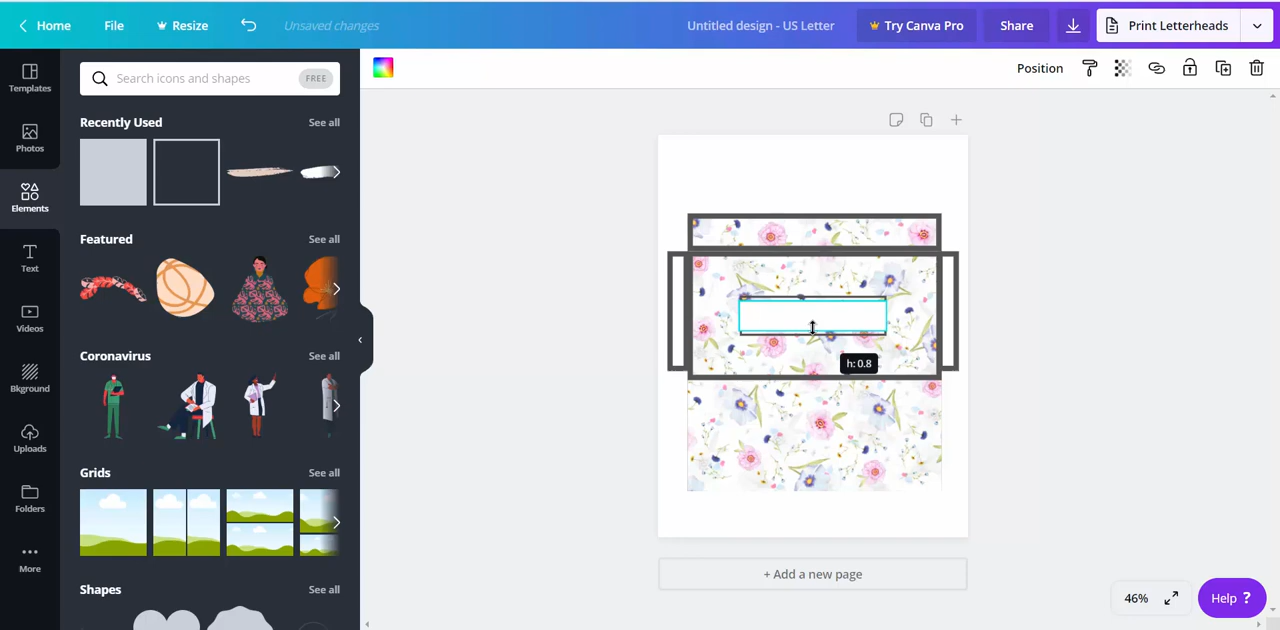 Home File Resize Unsaved changes Untitled design - US Letter Try Canva Pro Share Print Letterheads
Templates
Photos
Elements
Text
Videos
Bkground
Uploads
Folders
More
Search icons and shapes FREE
Recently Used See all
Featured See all
Coronavirus See all
Grids See all
Shapes See all
Position
h: 0.8
+ Add a new page
46%
Help ?